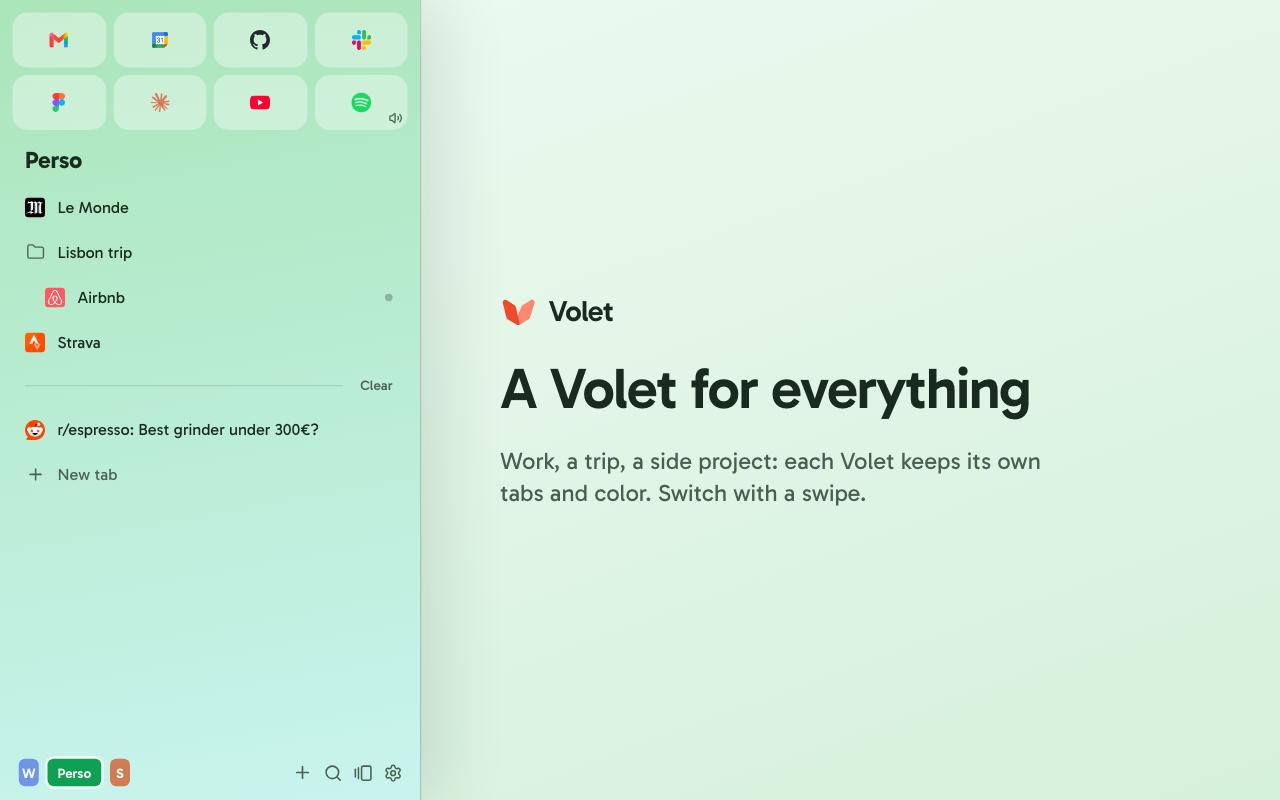 31
Perso
Le Monde
Lisbon trip
Airbnb
Strava
Clear
r/espresso: Best grinder under 300€?
New tab
W
Perso
S
Volet
A Volet for everything
Work, a trip, a side project: each Volet keeps its own
tabs and color. Switch with a swipe.